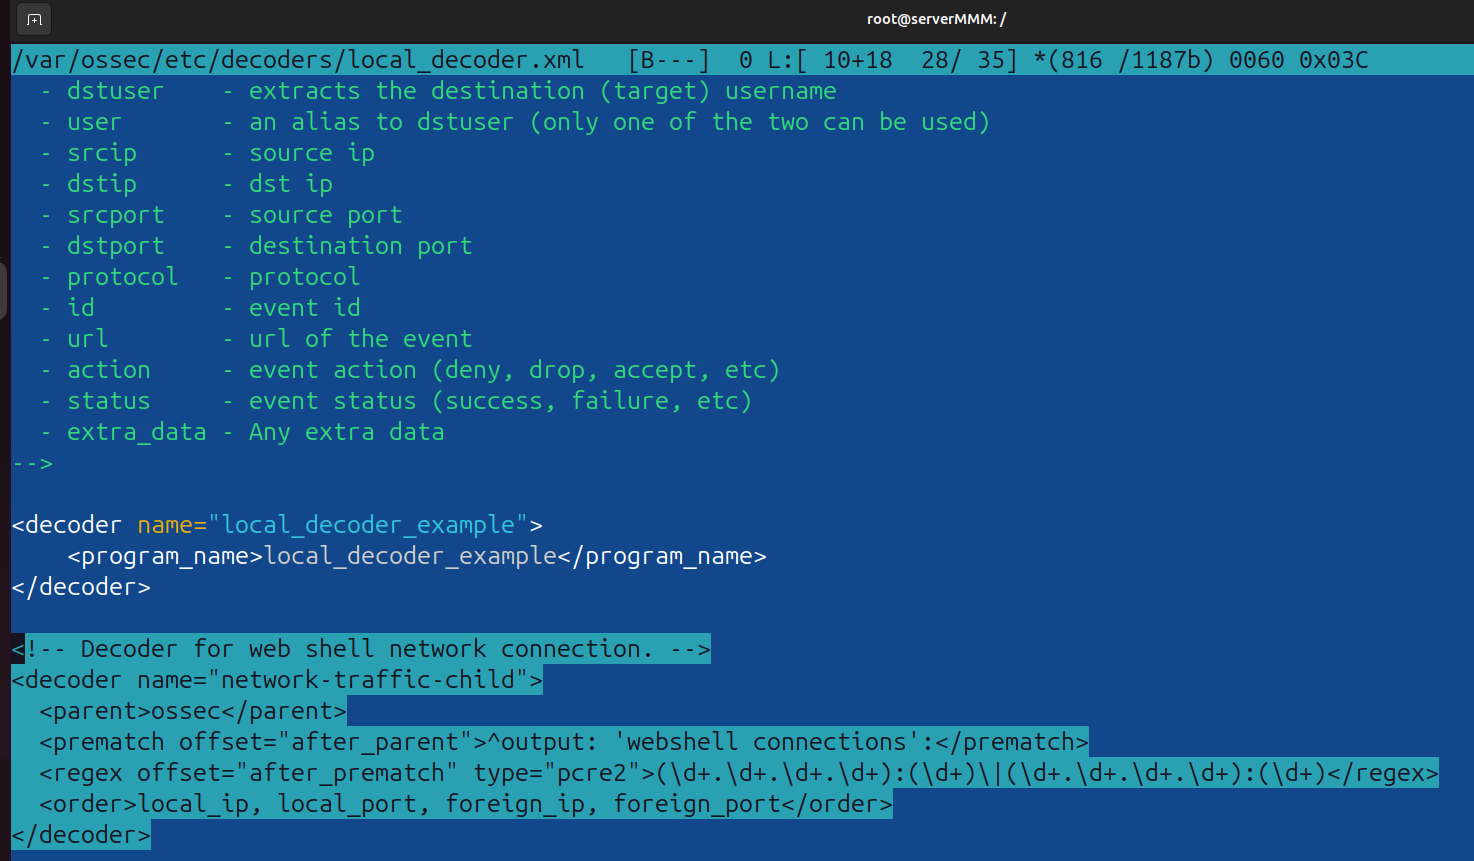 root@serverMMM: /
/var/ossec/etc/decoders/local_decoder.xml   [B---]  0 L:[ 10+18  28/ 35] *(816 /1187b) 0060 0x03C
  - dstuser    - extracts the destination (target) username
  - user       - an alias to dstuser (only one of the two can be used)
  - srcip      - source ip
  - dstip      - dst ip
  - srcport    - source port
  - dstport    - destination port
  - protocol   - protocol
  - id         - event id
  - url        - url of the event
  - action     - event action (deny, drop, accept, etc)
  - status     - event status (success, failure, etc)
  - extra_data - Any extra data
-->

<decoder name="local_decoder_example">
    <program_name>local_decoder_example</program_name>
</decoder>

<!-- Decoder for web shell network connection. -->
<decoder name="network-traffic-child">
  <parent>ossec</parent>
  <prematch offset="after_parent">^output: 'webshell connections':</prematch>
  <regex offset="after_prematch" type="pcre2">(\d+.\d+.\d+.\d+):(\d+)\|(\d+.\d+.\d+.\d+):(\d+)</regex>
  <order>local_ip, local_port, foreign_ip, foreign_port</order>
</decoder>